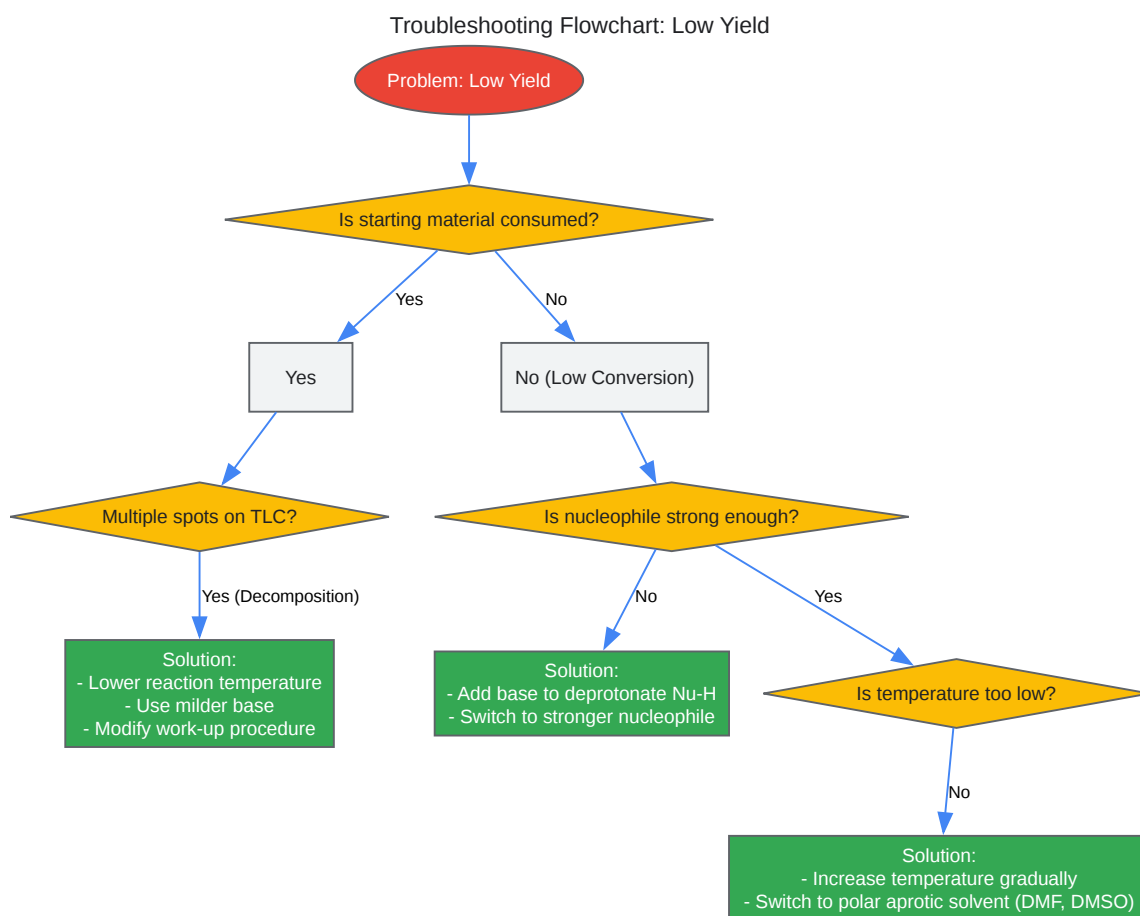 Troubleshooting Flowchart: Low Yield
Problem: Low Yield
Is starting material consumed?
Yes
No
Yes
No (Low Conversion)
Multiple spots on TLC?
Is nucleophile strong enough?
Yes (Decomposition)
No
Yes
Solution:
- Lower reaction temperature
- Use milder base
- Modify work-up procedure
Solution:
- Add base to deprotonate Nu-H
- Switch to stronger nucleophile
Is temperature too low?
No
Solution:
- Increase temperature gradually
- Switch to polar aprotic solvent (DMF, DMSO)